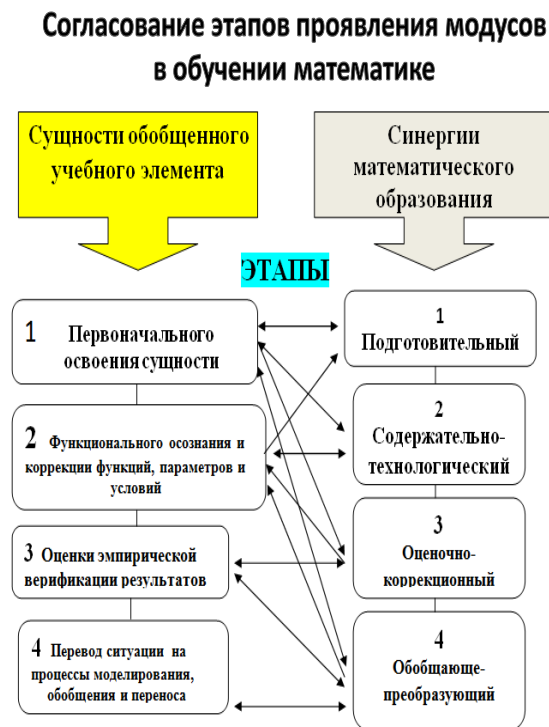 Согласование этапов проявления модусов
в обучении математике
Сущности обобщенного
учебного элемента
Синергии
математического
образования
ЭТАПЫ
1 Первоначального
освоения сущности
2 Функционального осознания и
коррекции функций, параметров и
условий
3 Оценки эмпирической
верификации результатов
4 Перевод ситуации на
процессы моделирования,
обобщения и переноса
1
Подготовительный
2
Содержательно-
технологический
3
Оценочно-
коррекционный
4
Обобщающе-
преобразующий